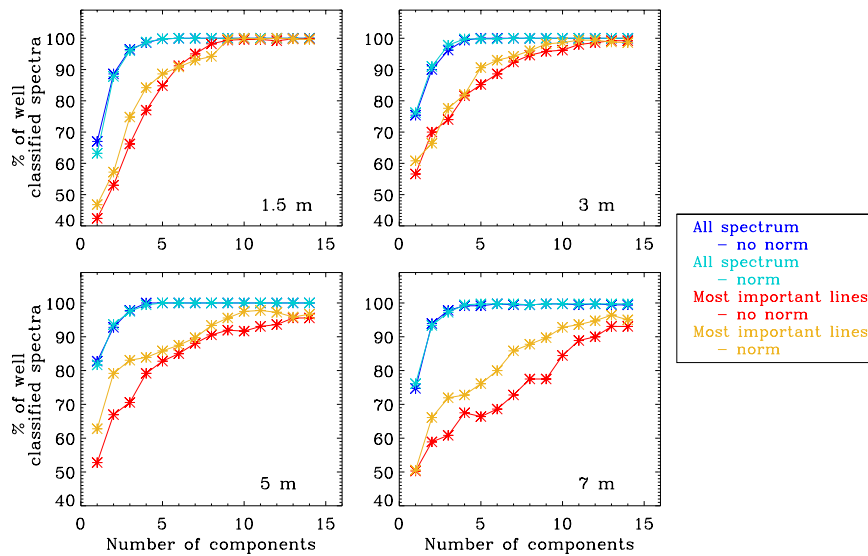 % of well
classified spectra
100
90
80
70
60
50
40
0 5 10 15
1.5 m
100
90
80
70
60
50
40
0 5 10 15
3 m
All spectrum
– no norm
All spectrum
– norm
Most important lines
– no norm
Most important lines
– norm
% of well
classified spectra
100
90
80
70
60
50
40
0 5 10 15
5 m
Number of components
100
90
80
70
60
50
40
0 5 10 15
7 m
Number of components